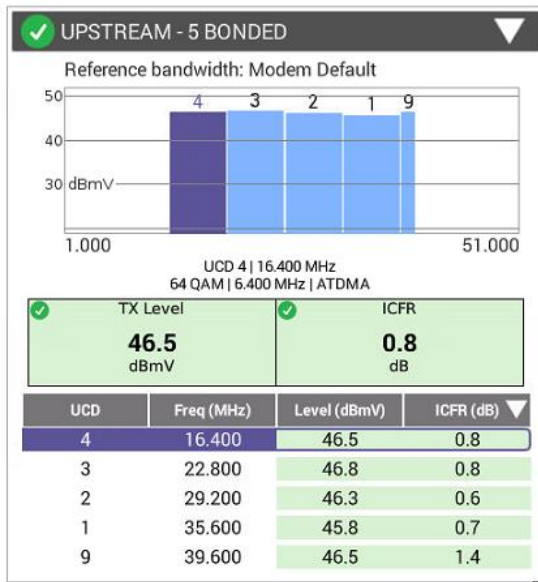 UPSTREAM - 5 BONDED
Reference bandwidth: Modem Default
50
4 3 2 1 9
40
30 dBmV
1.000 51.000
UCD 4 | 16.400 MHz
64 QAM | 6.400 MHz | ATDMA
TX Level ICFR
46.5 0.8
dBmV dB
UCD Freq (MHz) Level (dBmV) ICFR (dB)
4 16.400 46.5 0.8
3 22.800 46.8 0.8
2 29.200 46.3 0.6
1 35.600 45.8 0.7
9 39.600 46.5 1.4